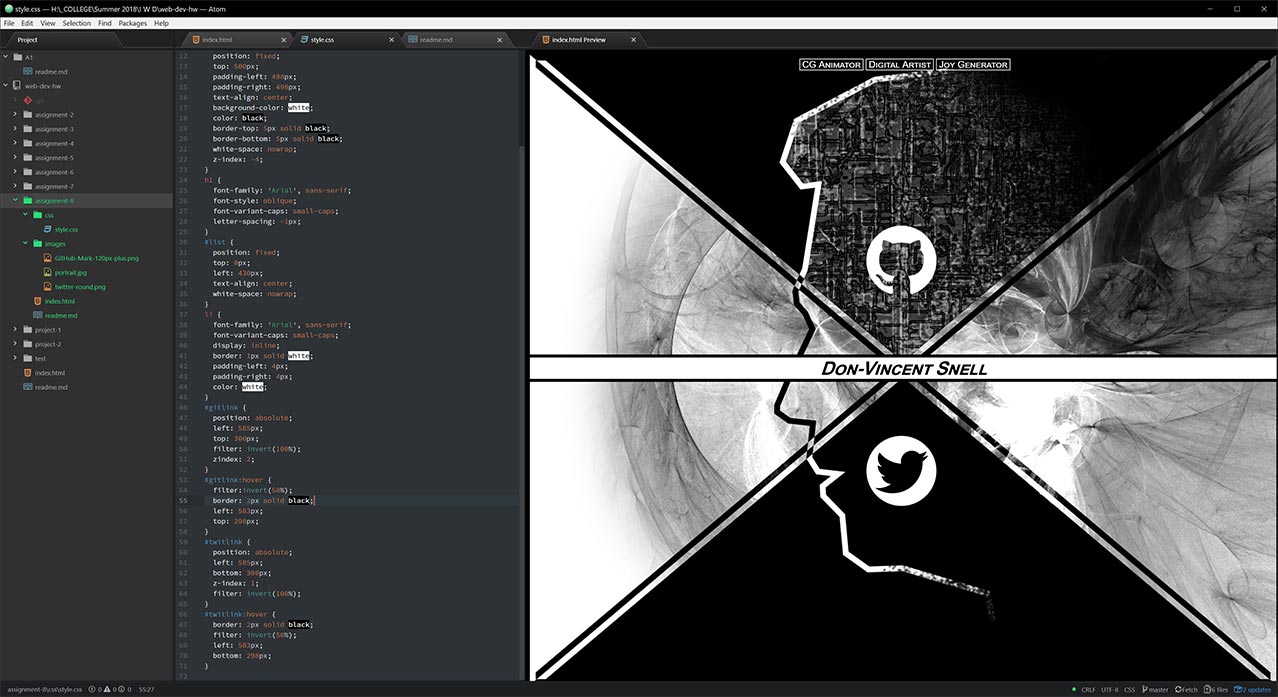 style.css — H:\_COLLEGE\Summer 2018\I W D\web-dev-hw — Atom
File Edit View Selection Find Packages Help
Project
index.html
style.css
readme.md
index.html Preview
A1
readme.md
web-dev-hw
.git
assignment-2
assignment-3
assignment-4
assignment-5
assignment-6
assignment-7
assignment-8
css
style.css
images
GitHub-Mark-120px-plus.png
portrait.jpg
twitter-round.png
index.html
readme.md
project-1
project-2
test
index.html
readme.md
12 position: fixed;
13 top: 500px;
14 padding-left: 498px;
15 padding-right: 498px;
16 text-align: center;
17 background-color: white;
18 color: black;
19 border-top: 5px solid black;
20 border-bottom: 5px solid black;
21 white-space: nowrap;
22 z-index: -4;
23 }
24 h1 {
25 font-family: 'Arial', sans-serif;
26 font-style: oblique;
27 font-variant-caps: small-caps;
28 letter-spacing: -1px;
29 }
30 #list {
31 position: fixed;
32 top: 0px;
33 left: 430px;
34 text-align: center;
35 white-space: nowrap;
36 }
37 li {
38 font-family: 'Arial', sans-serif;
39 font-variant-caps: small-caps;
40 display: inline;
41 border: 1px solid white;
42 padding-left: 4px;
43 padding-right: 4px;
44 color: white;
45 }
46 #gitlink {
47 position: absolute;
48 left: 585px;
49 top: 300px;
50 filter: invert(100%);
51 zindex: 2;
52 }
53 #gitlink:hover {
54 filter:invert(50%);
55 border: 2px solid black;
56 left: 583px;
57 top: 298px;
58 }
59 #twitlink {
60 position: absolute;
61 left: 585px;
62 bottom: 300px;
63 z-index: 1;
64 filter: invert(100%);
65 }
66 #twitlink:hover {
67 border: 2px solid black;
68 filter: invert(50%);
69 left: 583px;
70 bottom: 298px;
71 }
72
CG Animator Digital Artist Joy Generator
Don-Vincent Snell
assignment-8\css\style.css 0 0 0 55:27
CRLF UTF-8 CSS master Fetch 6 files 2 updates